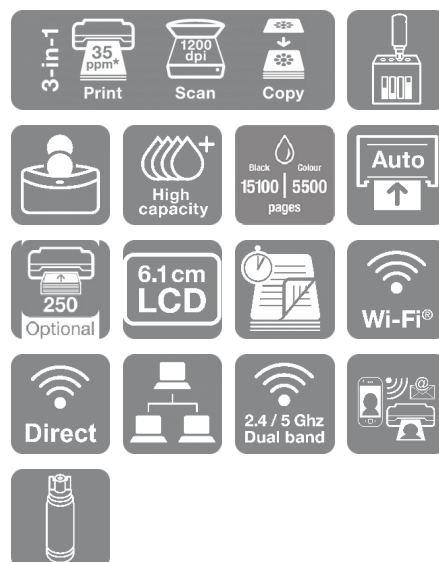 3-in-1
35
ppm*
Print
1200
dpi
Scan
Copy
High
capacity
Black Colour
15100 5500
pages
Auto
250
Optional
6.1 cm
LCD
Wi-Fi®
Direct
2.4 / 5 Ghz
Dual band
@